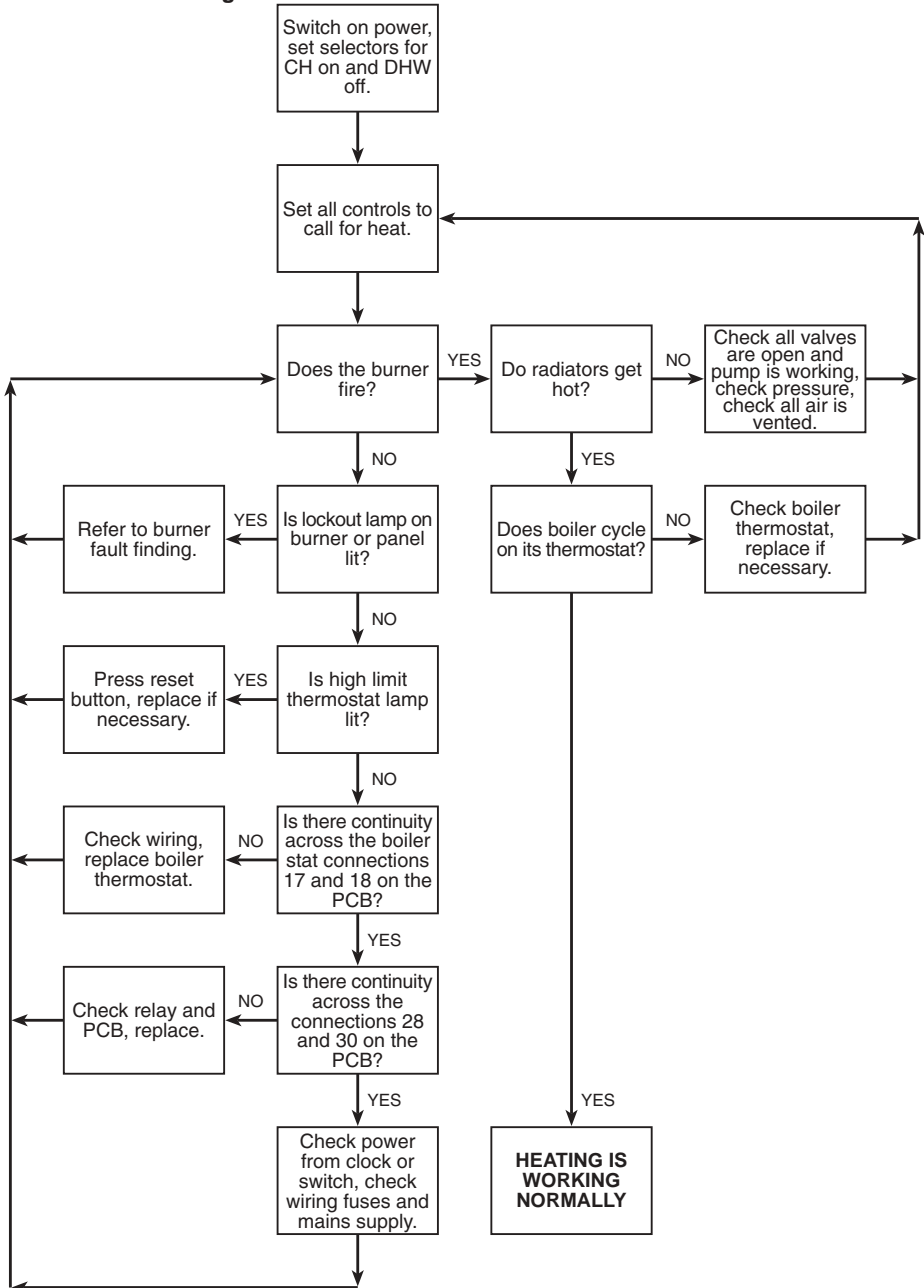 Switch on power,
set selectors for
CH on and DHW
off.
Set all controls to
call for heat.
Does the burner
fire?
YES
Do radiators get
hot?
NO
Check all valves
are open and
pump is working,
check pressure,
check all air is
vented.
NO
YES
Refer to burner
fault finding.
YES
Is lockout lamp on
burner or panel
lit?
Does boiler cycle
on its thermostat?
NO
Check boiler
thermostat,
replace if
necessary.
NO
Press reset
button, replace if
necessary.
YES
Is high limit
thermostat lamp
lit?
NO
Check wiring,
replace boiler
thermostat.
NO
Is there continuity
across the boiler
stat connections
17 and 18 on the
PCB?
YES
Check relay and
PCB, replace.
NO
Is there continuity
across the
connections 28
and 30 on the
PCB?
YES
YES
Check power
from clock or
switch, check
wiring fuses and
mains supply.
HEATING IS
WORKING
NORMALLY